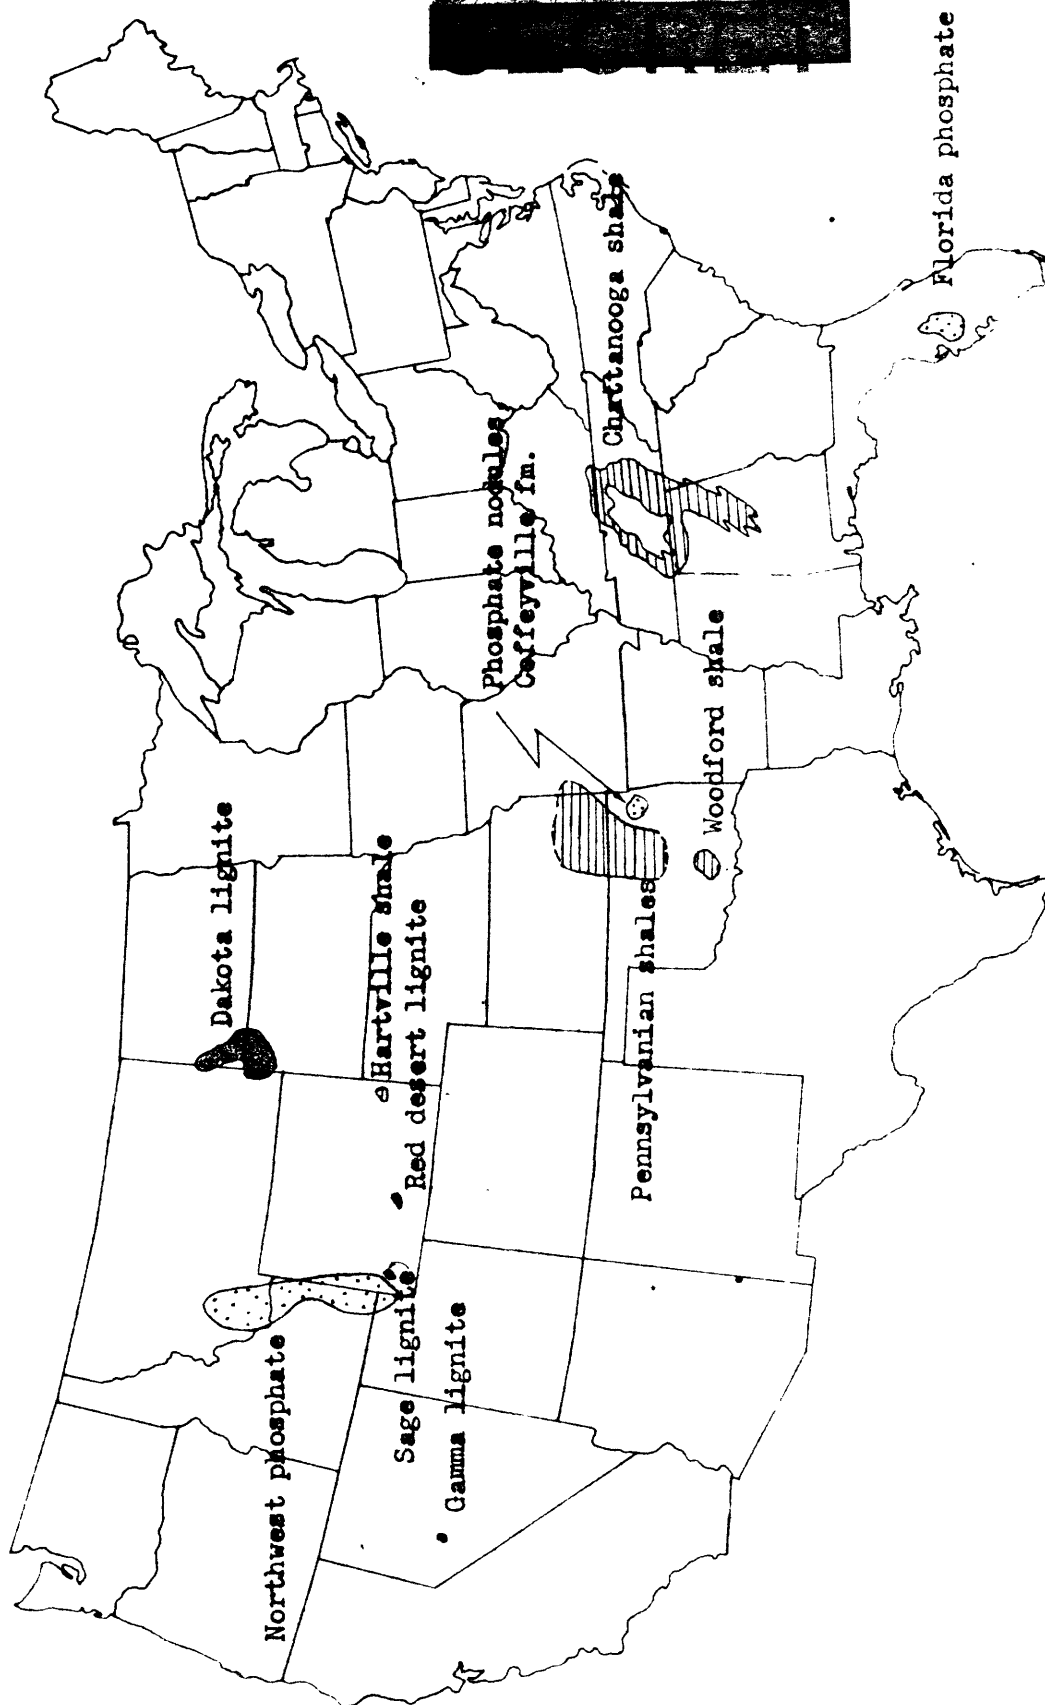 Northwest phosphate
Dakota lignite
Hartville shale
Red desert lignite
Sage lignite
Gamma lignite
Phosphate nodules,
Coffeyville fm.
Chattanooga shale
Pennsylvanian shales
Woodford shale
Florida phosphate